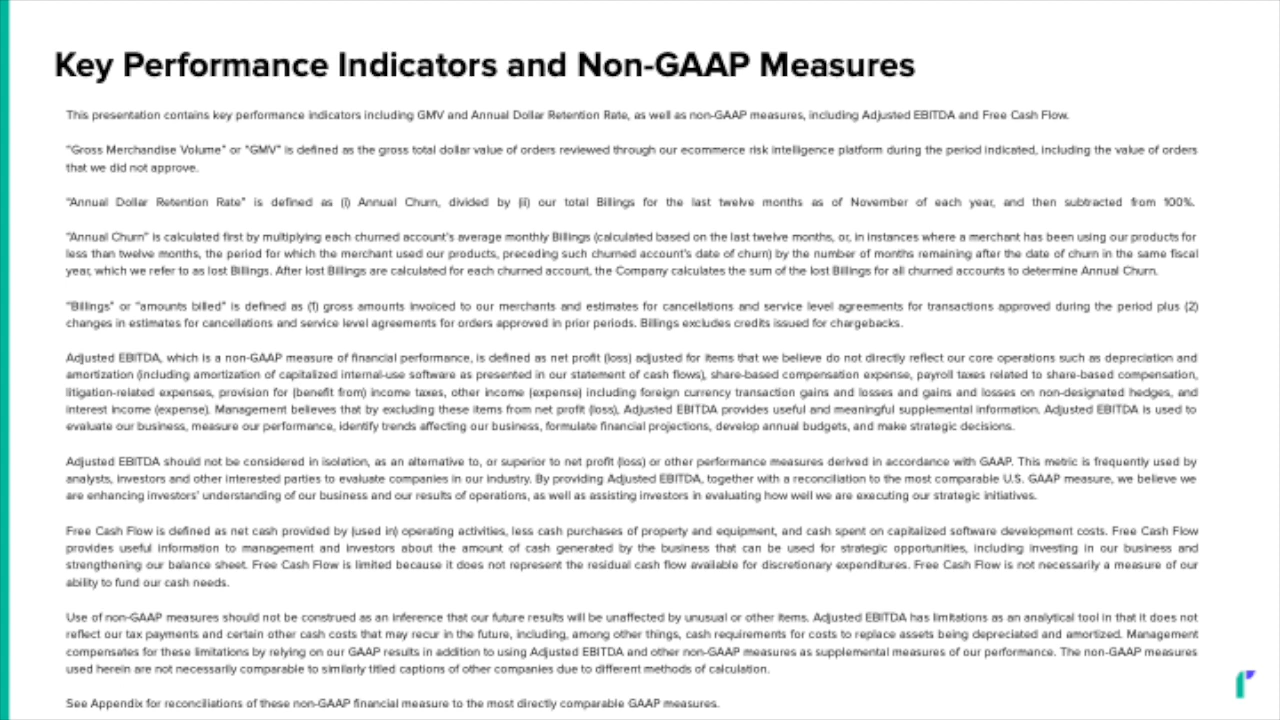 Key Performance Indicators and Non-GAAP Measures
This presentation contains key performance indicators including GMV and Annual Dollar Retention Rate, as well as non-GAAP measures, including Adjusted EBITDA and Free Cash Flow.
"Gross Merchandise Volume" or "GMV" is defined as the gross total dollar value of orders reviewed through our ecommerce risk intelligence platform during the period indicated, including the value of orders
that we did not approve.
"Annual Dollar Retention Rate" is defined as (i) Annual Churn, divided by (ii) our total Billings for the last twelve months as of November of each year, and then subtracted from 100%.
"Annual Churn" is calculated first by multiplying each churned account's average monthly Billings (calculated based on the last twelve months, or, in instances where a merchant has been using our products for
less than twelve months, the period for which the merchant used our products, preceding such churned account's date of churn) by the number of months remaining after the date of churn in the same fiscal
year, which we refer to as lost Billings. After lost Billings are calculated for each churned account, the Company calculates the sum of the lost Billings for all churned accounts to determine Annual Churn.
"Billings" or "amounts billed" is defined as (1) gross amounts invoiced to our merchants and estimates for cancellations and service level agreements for transactions approved during the period plus (2)
changes in estimates for cancellations and service level agreements for orders approved in prior periods. Billings excludes credits issued for chargebacks.
Adjusted EBITDA, which is a non-GAAP measure of financial performance, is defined as net profit (loss) adjusted for items that we believe do not directly reflect our core operations such as depreciation and
amortization (including amortization of capitalized internal-use software as presented in our statement of cash flows), share-based compensation expense, payroll taxes related to share-based compensation,
litigation-related expenses, provision for (benefit from) income taxes, other income (expense) including foreign currency transaction gains and losses and gains and losses on non-designated hedges, and
interest income (expense). Management believes that by excluding these items from net profit (loss), Adjusted EBITDA provides useful and meaningful supplemental information. Adjusted EBITDA is used to
evaluate our business, measure our performance, identify trends affecting our business, formulate financial projections, develop annual budgets, and make strategic decisions.
Adjusted EBITDA should not be considered in isolation, as an alternative to, or superior to net profit (loss) or other performance measures derived in accordance with GAAP. This metric is frequently used by
analysts, investors and other interested parties to evaluate companies in our industry. By providing Adjusted EBITDA, together with a reconciliation to the most comparable U.S. GAAP measure, we believe we
are enhancing investors' understanding of our business and our results of operations, as well as assisting investors in evaluating how well we are executing our strategic initiatives.
Free Cash Flow is defined as net cash provided by (used in) operating activities, less cash purchases of property and equipment, and cash spent on capitalized software development costs. Free Cash Flow
provides useful information to management and investors about the amount of cash generated by the business that can be used for strategic opportunities, including investing in our business and
strengthening our balance sheet. Free Cash Flow is limited because it does not represent the residual cash flow available for discretionary expenditures. Free Cash Flow is not necessarily a measure of our
ability to fund our cash needs.
Use of non-GAAP measures should not be construed as an inference that our future results will be unaffected by unusual or other items. Adjusted EBITDA has limitations as an analytical tool in that it does not
reflect our tax payments and certain other cash costs that may recur in the future, including, among other things, cash requirements for costs to replace assets being depreciated and amortized. Management
compensates for these limitations by relying on our GAAP results in addition to using Adjusted EBITDA and other non-GAAP measures as supplemental measures of our performance. The non-GAAP measures
used herein are not necessarily comparable to similarly titled captions of other companies due to different methods of calculation.
See Appendix for reconciliations of these non-GAAP financial measure to the most directly comparable GAAP measures.